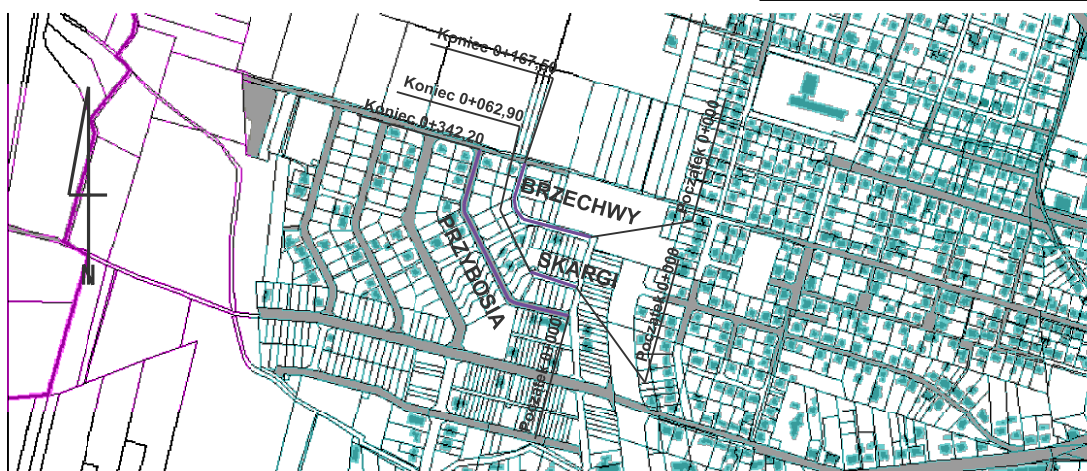 Koniec 0+167,50
Koniec 0+062,90
Koniec 0+342,20
Początek 0+000
BRZECHWY
SKARGI
PRZYBOSIA
Początek 0+000
Początek 0+000
N